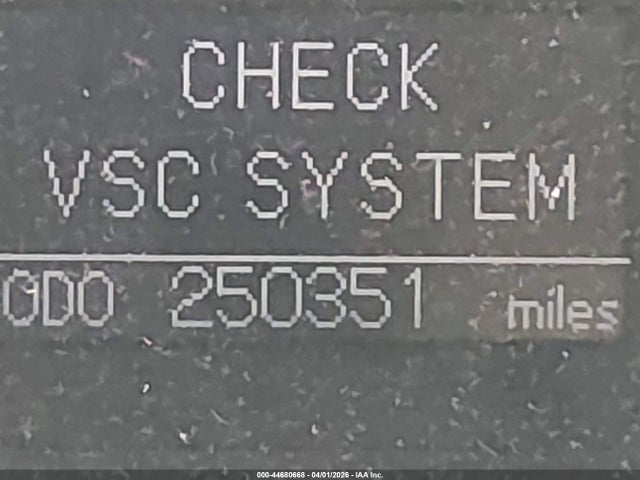 CHECK
VSC SYSTEM
ODO 250351 miles
000-44680668 - 04/01/2026 - IAA Inc.